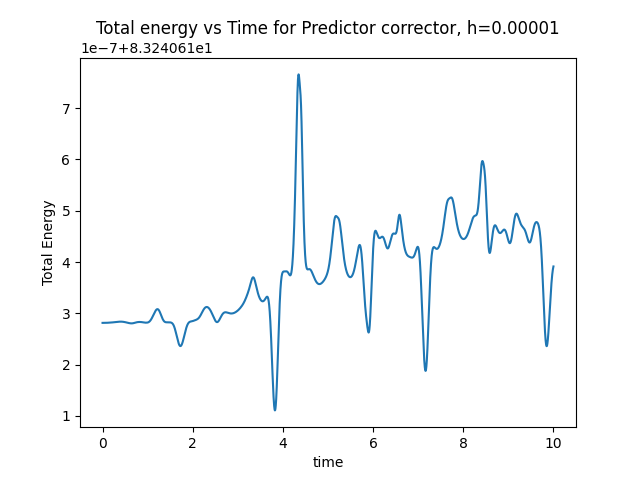 Total energy vs Time for Predictor corrector, h=0.00001
1e−7+8.324061e1
7
6
5
4
3
2
1
Total Energy
0 2 4 6 8 10
time